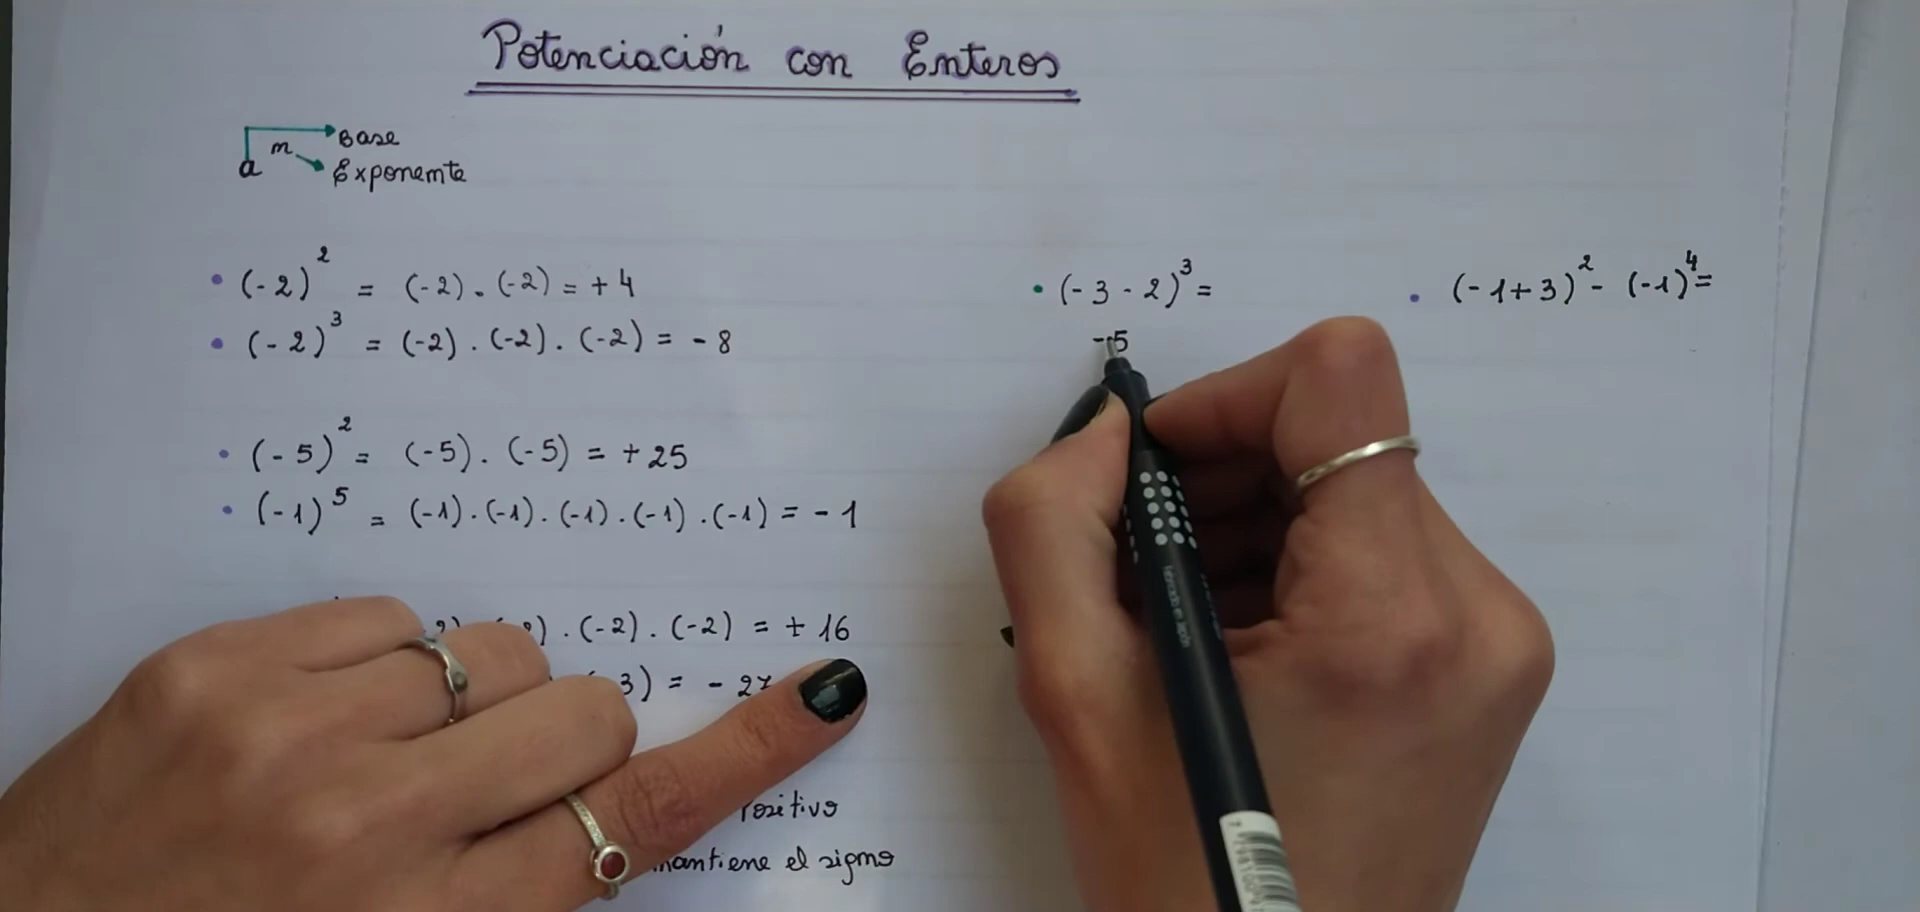 Potenciación con Enteros
Base
a^m Exponente
• (-2)^2 = (-2) . (-2) = +4
• (-2)^3 = (-2) . (-2) . (-2) = -8
• (-5)^2 = (-5) . (-5) = +25
• (-1)^5 = (-1) . (-1) . (-1) . (-1) . (-1) = -1
. (-2) . (-2) = +16
3) = -27
Positivo
mantiene el signo
• (-3-2)^3 =
-5
• (-1+3)^2 - (-1)^4 =